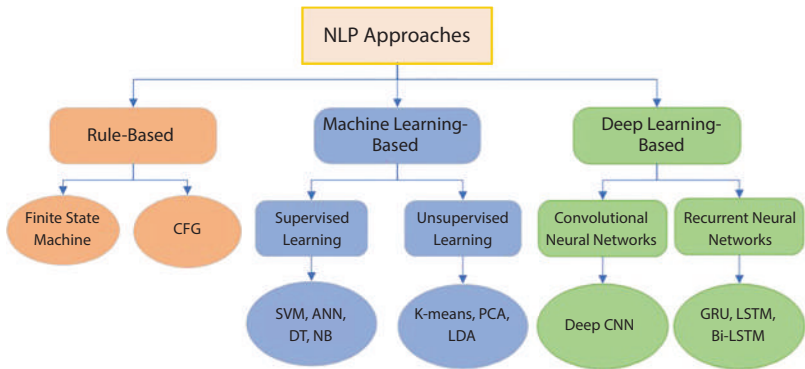 NLP Approaches
Rule-Based
Machine Learning-
Based
Deep Learning-
Based
Finite State
Machine
CFG
Supervised
Learning
Unsupervised
Learning
Convolutional
Neural Networks
Recurrent Neural
Networks
SVM, ANN,
DT, NB
K-means, PCA,
LDA
Deep CNN
GRU, LSTM,
Bi-LSTM